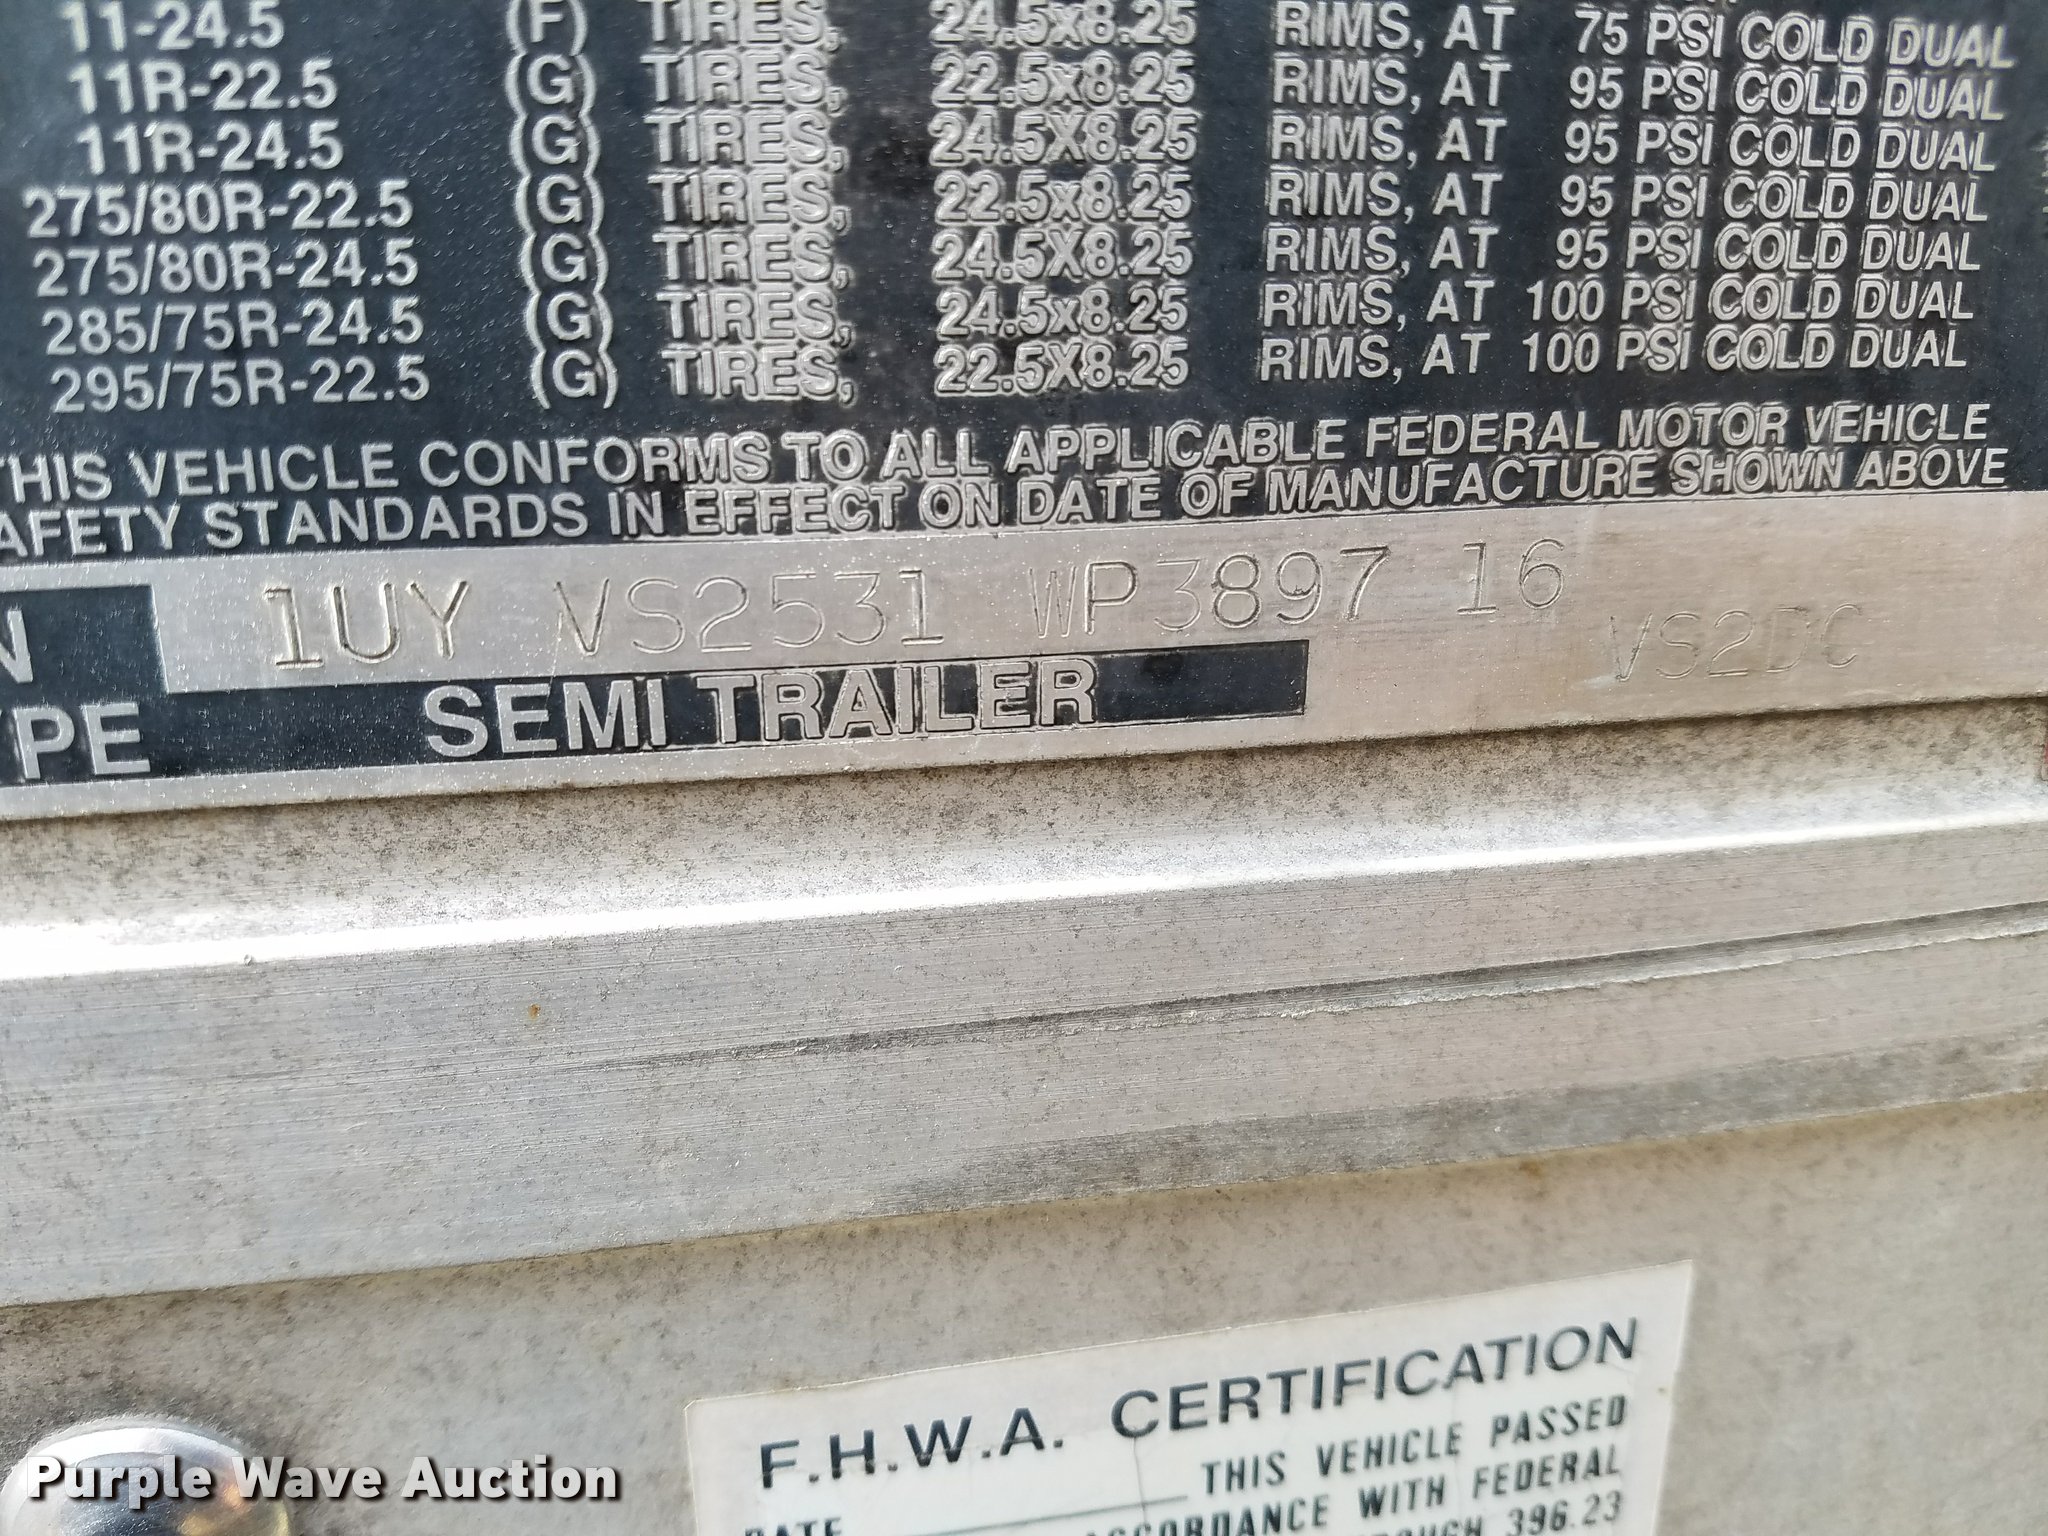 11-24.5 (F) TIRES, 24.5x8.25 RIMS, AT 75 PSI COLD DUAL
11R-22.5 (G) TIRES, 22.5x8.25 RIMS, AT 95 PSI COLD DUAL
11R-24.5 (G) TIRES, 24.5X8.25 RIMS, AT 95 PSI COLD DUAL
275/80R-22.5 (G) TIRES, 22.5x8.25 RIMS, AT 95 PSI COLD DUAL
275/80R-24.5 (G) TIRES, 24.5X8.25 RIMS, AT 95 PSI COLD DUAL
285/75R-24.5 (G) TIRES, 24.5x8.25 RIMS, AT 100 PSI COLD DUAL
295/75R-22.5 (G) TIRES, 22.5X8.25 RIMS, AT 100 PSI COLD DUAL
THIS VEHICLE CONFORMS TO ALL APPLICABLE FEDERAL MOTOR VEHICLE
AFETY STANDARDS IN EFFECT ON DATE OF MANUFACTURE SHOWN ABOVE
N 1UY VS2531 WP3897 16
VS2DC
YPE SEMI TRAILER
F.H.W.A. CERTIFICATION
THIS VEHICLE PASSED
DATE ACCORDANCE WITH FEDERAL
396.23
Purple Wave Auction